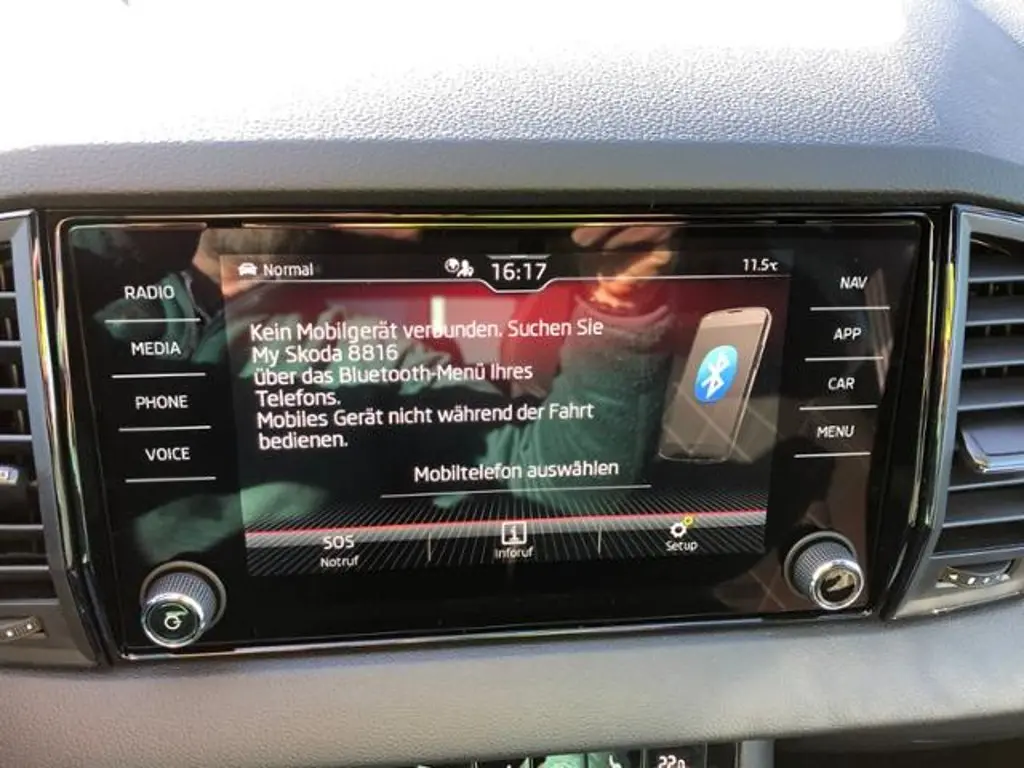 Normal
16:17
11.5°C
RADIO
MEDIA
PHONE
VOICE
Kein Mobilgerät verbunden. Suchen Sie
My Skoda 8816
über das Bluetooth-Menü Ihres
Telefons.
Mobiles Gerät nicht während der Fahrt
bedienen.
Mobiltelefon auswählen
SOS
Notruf
i
Inforuf
Setup
NAV
APP
CAR
MENU